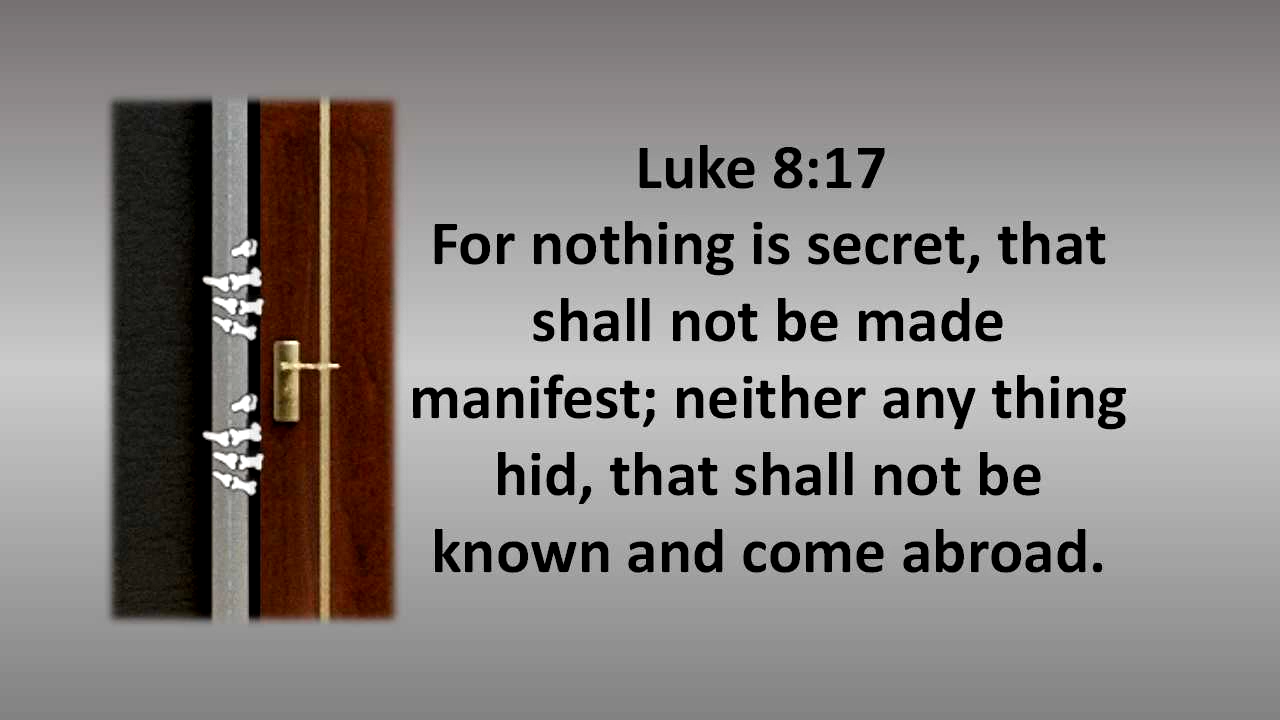 Luke 8:17
For nothing is secret, that
shall not be made
manifest; neither any thing
hid, that shall not be
known and come abroad.